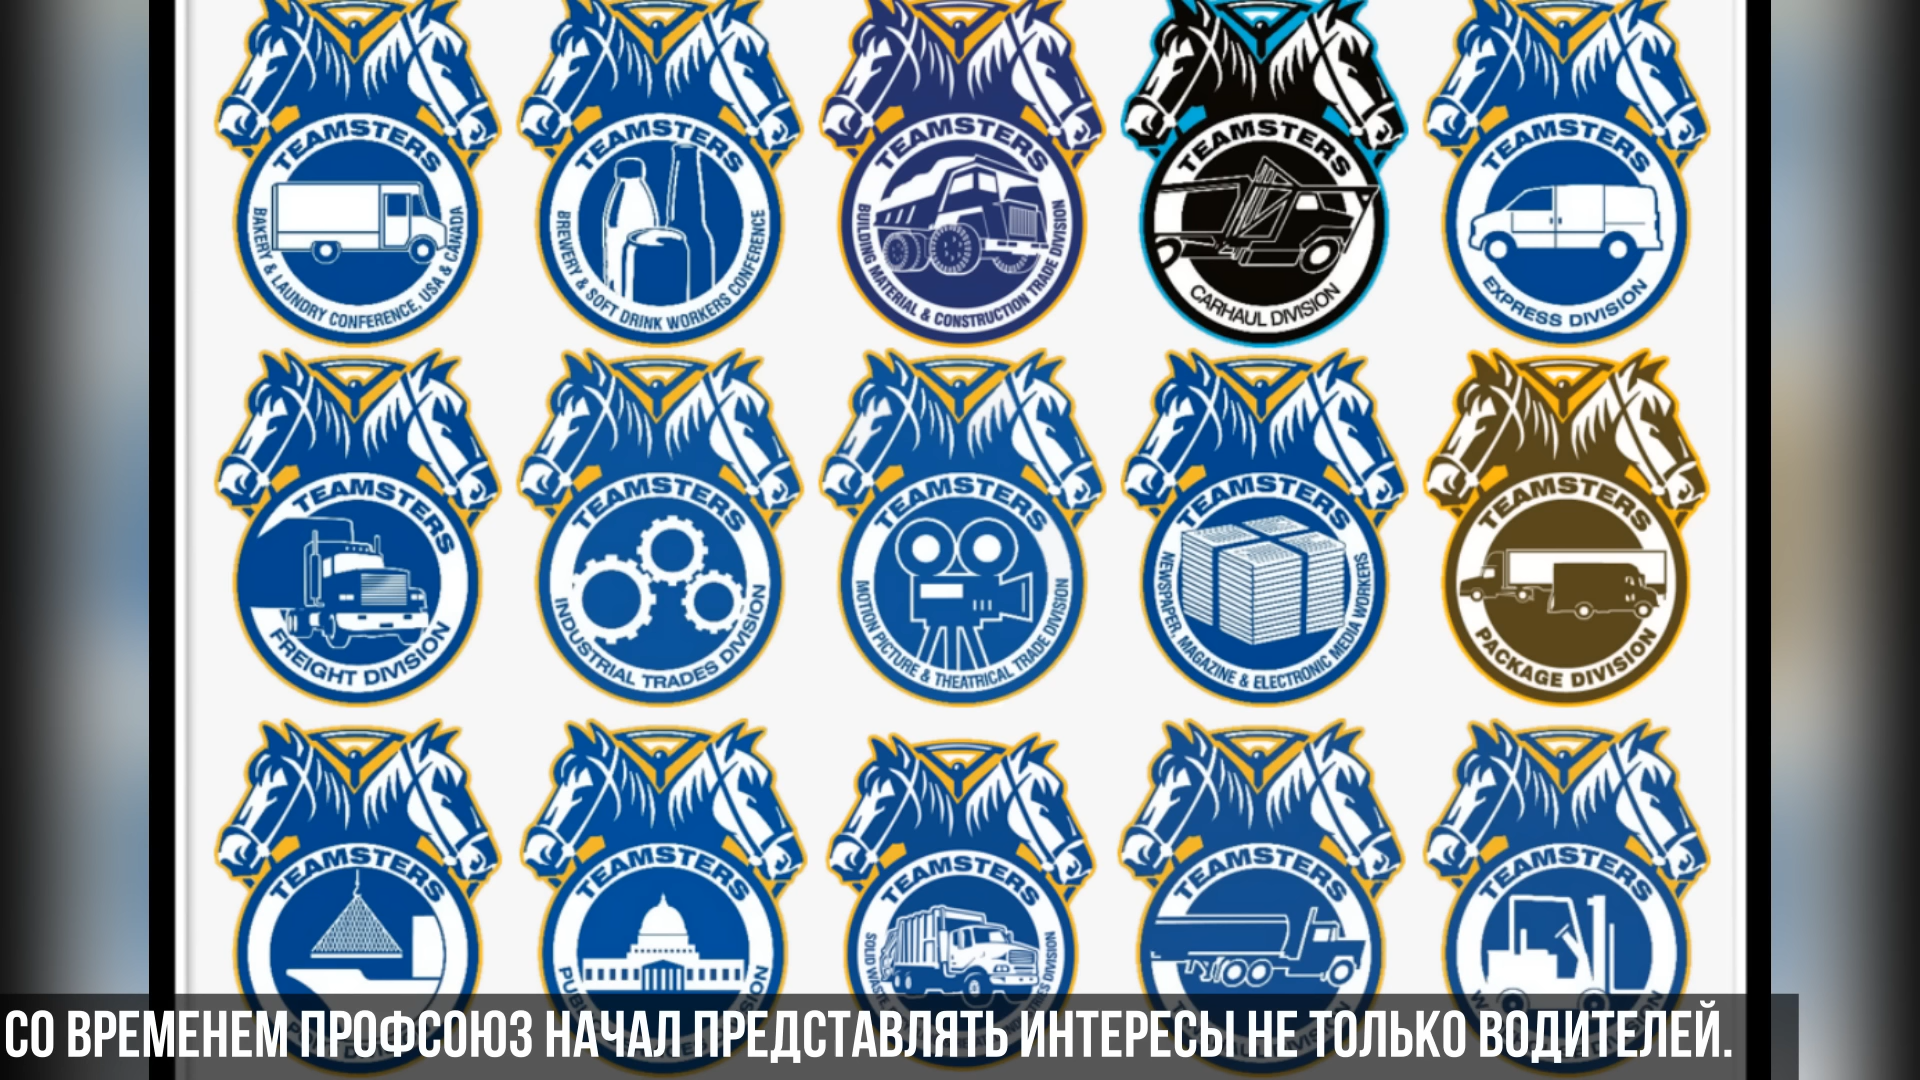 TEAMSTERS
BAKERY & LAUNDRY CONFERENCE, USA & CANADA
TEAMSTERS
BREWERY & SOFT DRINK WORKERS CONFERENCE
TEAMSTERS
BUILDING MATERIAL & CONSTRUCTION TRADE DIVISION
TEAMSTERS
CARHAUL DIVISION
TEAMSTERS
EXPRESS DIVISION
TEAMSTERS
FREIGHT DIVISION
TEAMSTERS
INDUSTRIAL TRADES DIVISION
TEAMSTERS
MOTION PICTURE & THEATRICAL TRADE DIVISION
TEAMSTERS
NEWSPAPER, MAGAZINE & ELECTRONIC MEDIA WORKERS
TEAMSTERS
PACKAGE DIVISION
TEAMSTERS
TEAMSTERS
TEAMSTERS
SOLID WASTE,
DIVISION
TEAMSTERS
TEAMSTERS
СО ВРЕМЕНЕМ ПРОФСОЮЗ НАЧАЛ ПРЕДСТАВЛЯТЬ ИНТЕРЕСЫ НЕ ТОЛЬКО ВОДИТЕЛЕЙ.